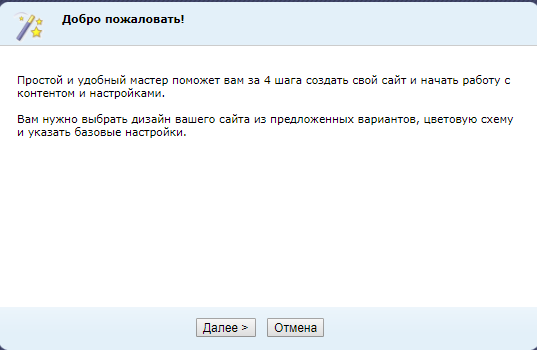 Добро пожаловать!
Простой и удобный мастер поможет вам за 4 шага создать свой сайт и начать работу с
контентом и настройками.
Вам нужно выбрать дизайн вашего сайта из предложенных вариантов, цветовую схему
и указать базовые настройки.
Далее > Отмена